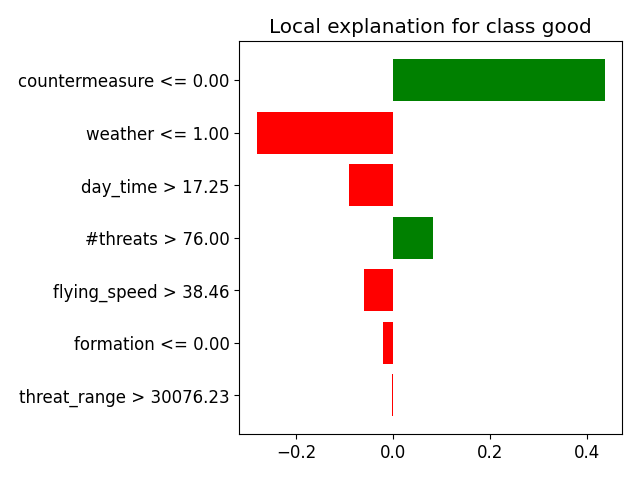 Local explanation for class good
countermeasure <= 0.00
weather <= 1.00
day_time > 17.25
#threats > 76.00
flying_speed > 38.46
formation <= 0.00
threat_range > 30076.23
−0.2 0.0 0.2 0.4